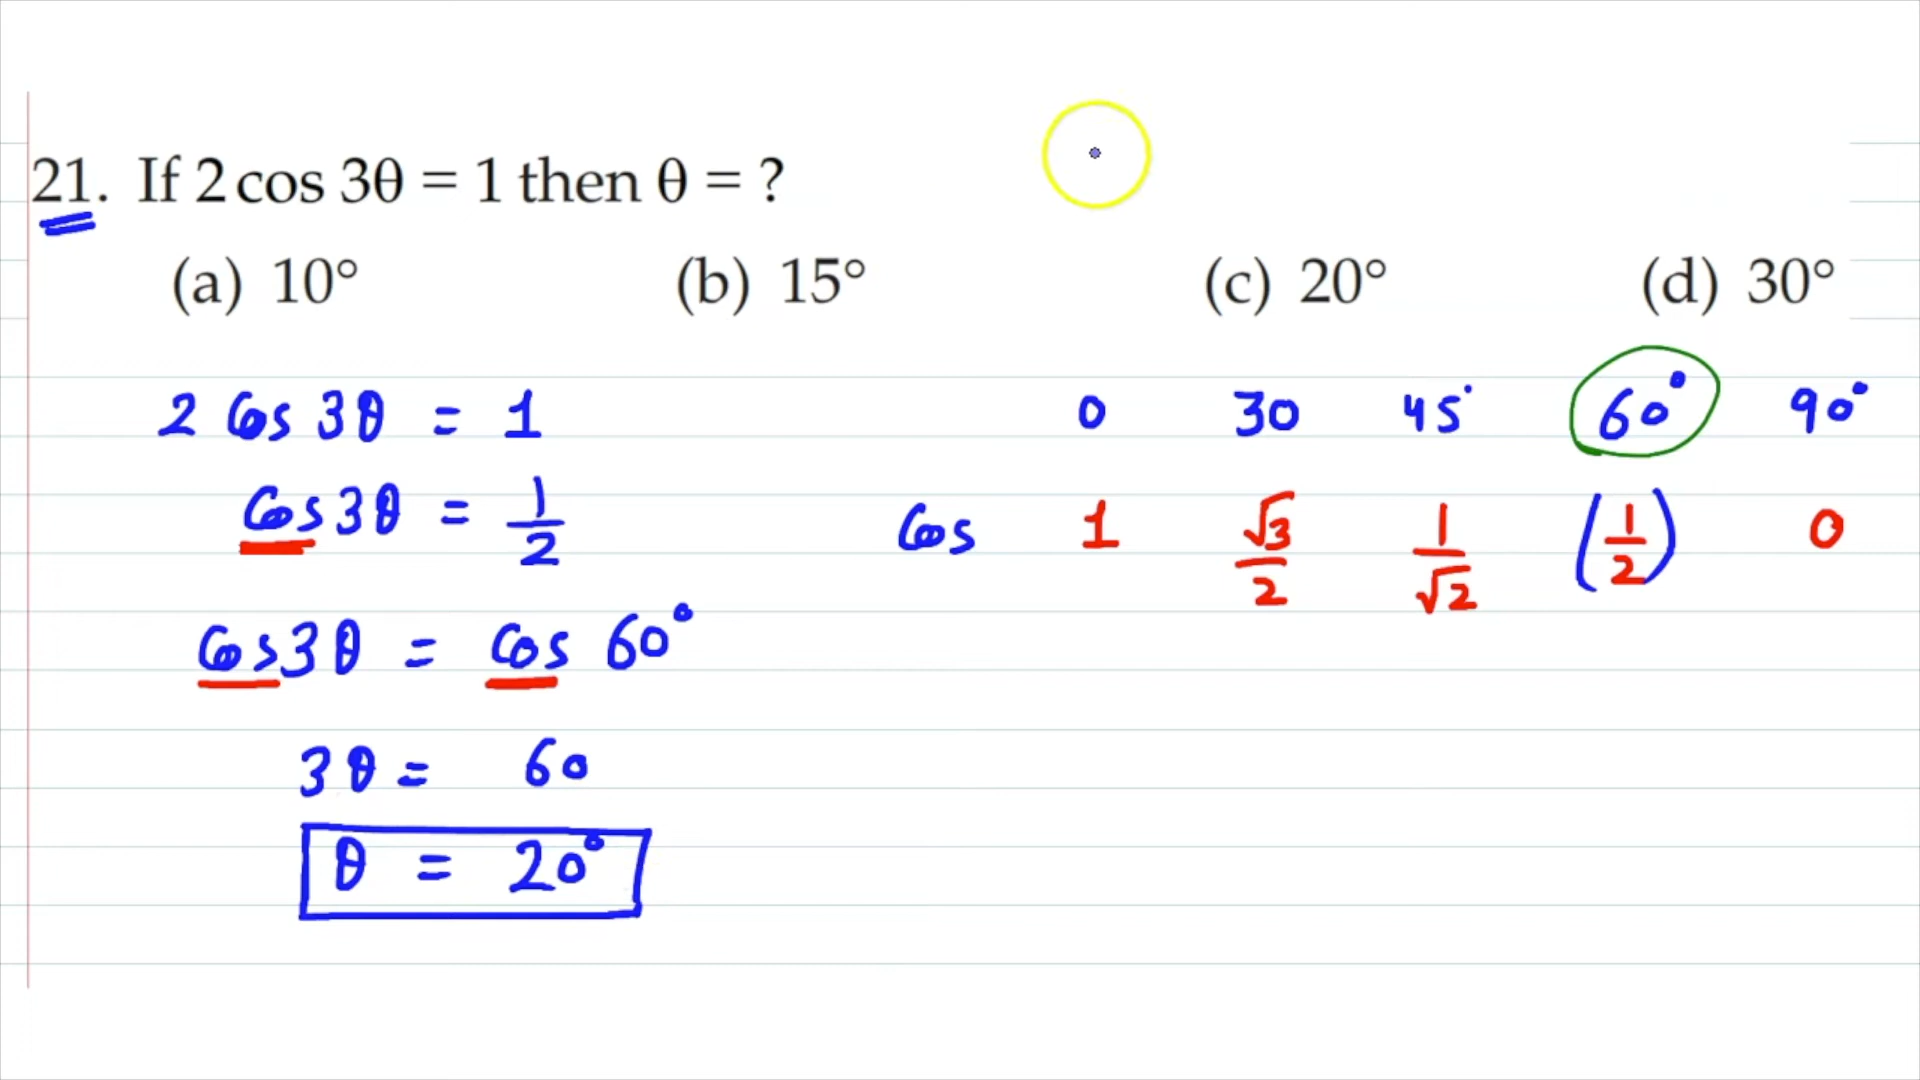 21. If 2 cos 3θ = 1 then θ = ?
(a) 10° (b) 15° (c) 20° (d) 30°
2 Cos 3θ = 1
Cos 3θ = 1/2
Cos 3θ = Cos 60°
3θ = 60
θ = 20°
0 30 45° 60° 90°
Cos 1 √3/2 1/√2 (1/2) 0